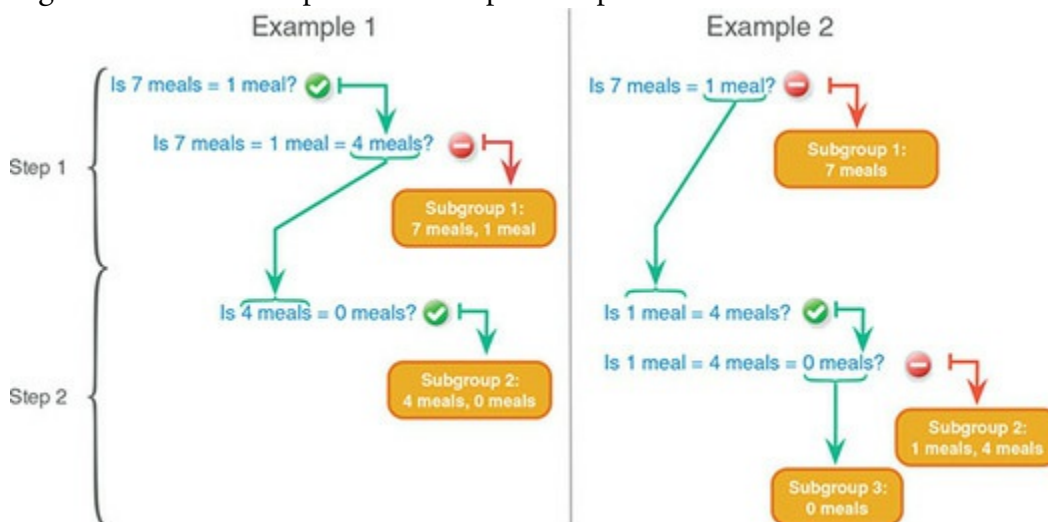 Example 1
Step 1
Is 7 meals = 1 meal?
Is 7 meals = 1 meal = 4 meals?
Subgroup 1:
7 meals, 1 meal
Step 2
Is 4 meals = 0 meals?
Subgroup 2:
4 meals, 0 meals
Example 2
Is 7 meals = 1 meal?
Subgroup 1:
7 meals
Is 1 meal = 4 meals?
Is 1 meal = 4 meals = 0 meals?
Subgroup 2:
1 meals, 4 meals
Subgroup 3:
0 meals